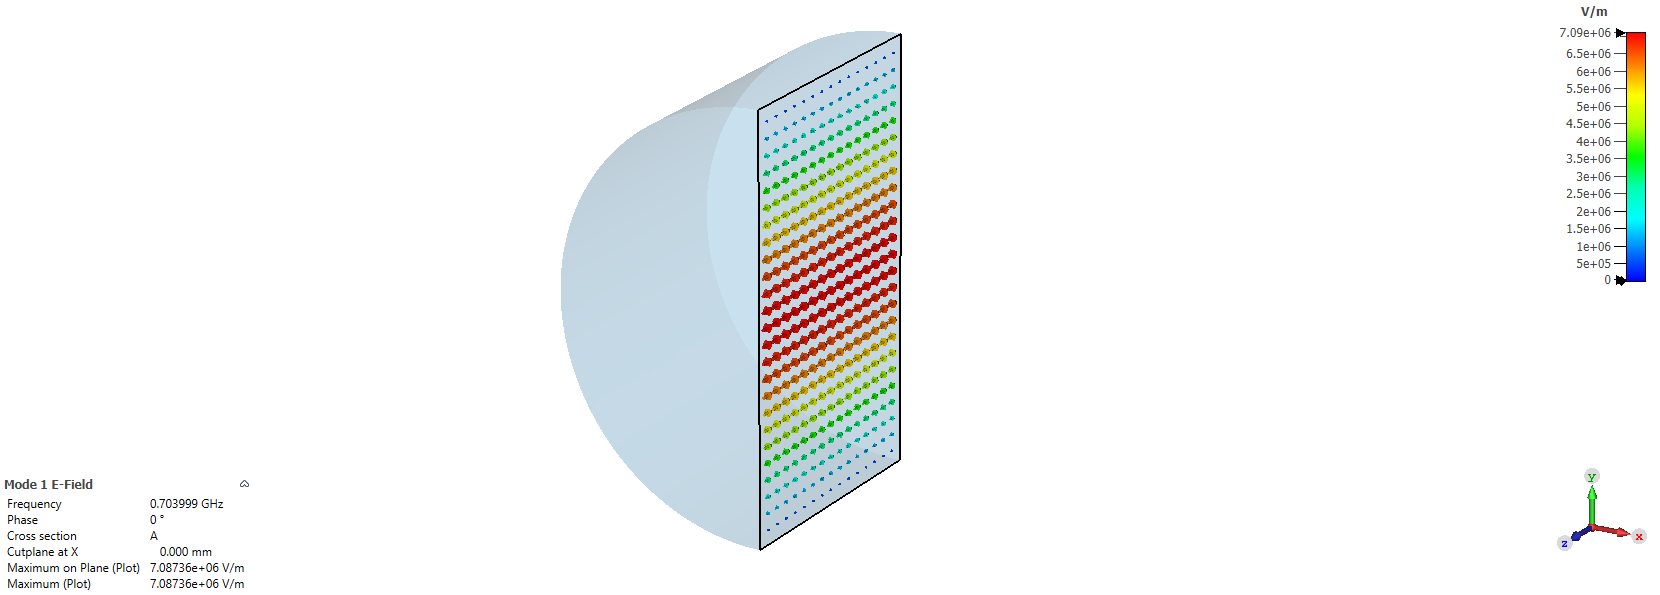 V/m
7.09e+06
6.5e+06
6e+06
5.5e+06
5e+06
4.5e+06
4e+06
3.5e+06
3e+06
2.5e+06
2e+06
1.5e+06
1e+06
5e+05
0
Mode 1 E-Field
Frequency 0.703999 GHz
Phase 0 °
Cross section A
Cutplane at X 0.000 mm
Maximum on Plane (Plot) 7.08736e+06 V/m
Maximum (Plot) 7.08736e+06 V/m
y
z x